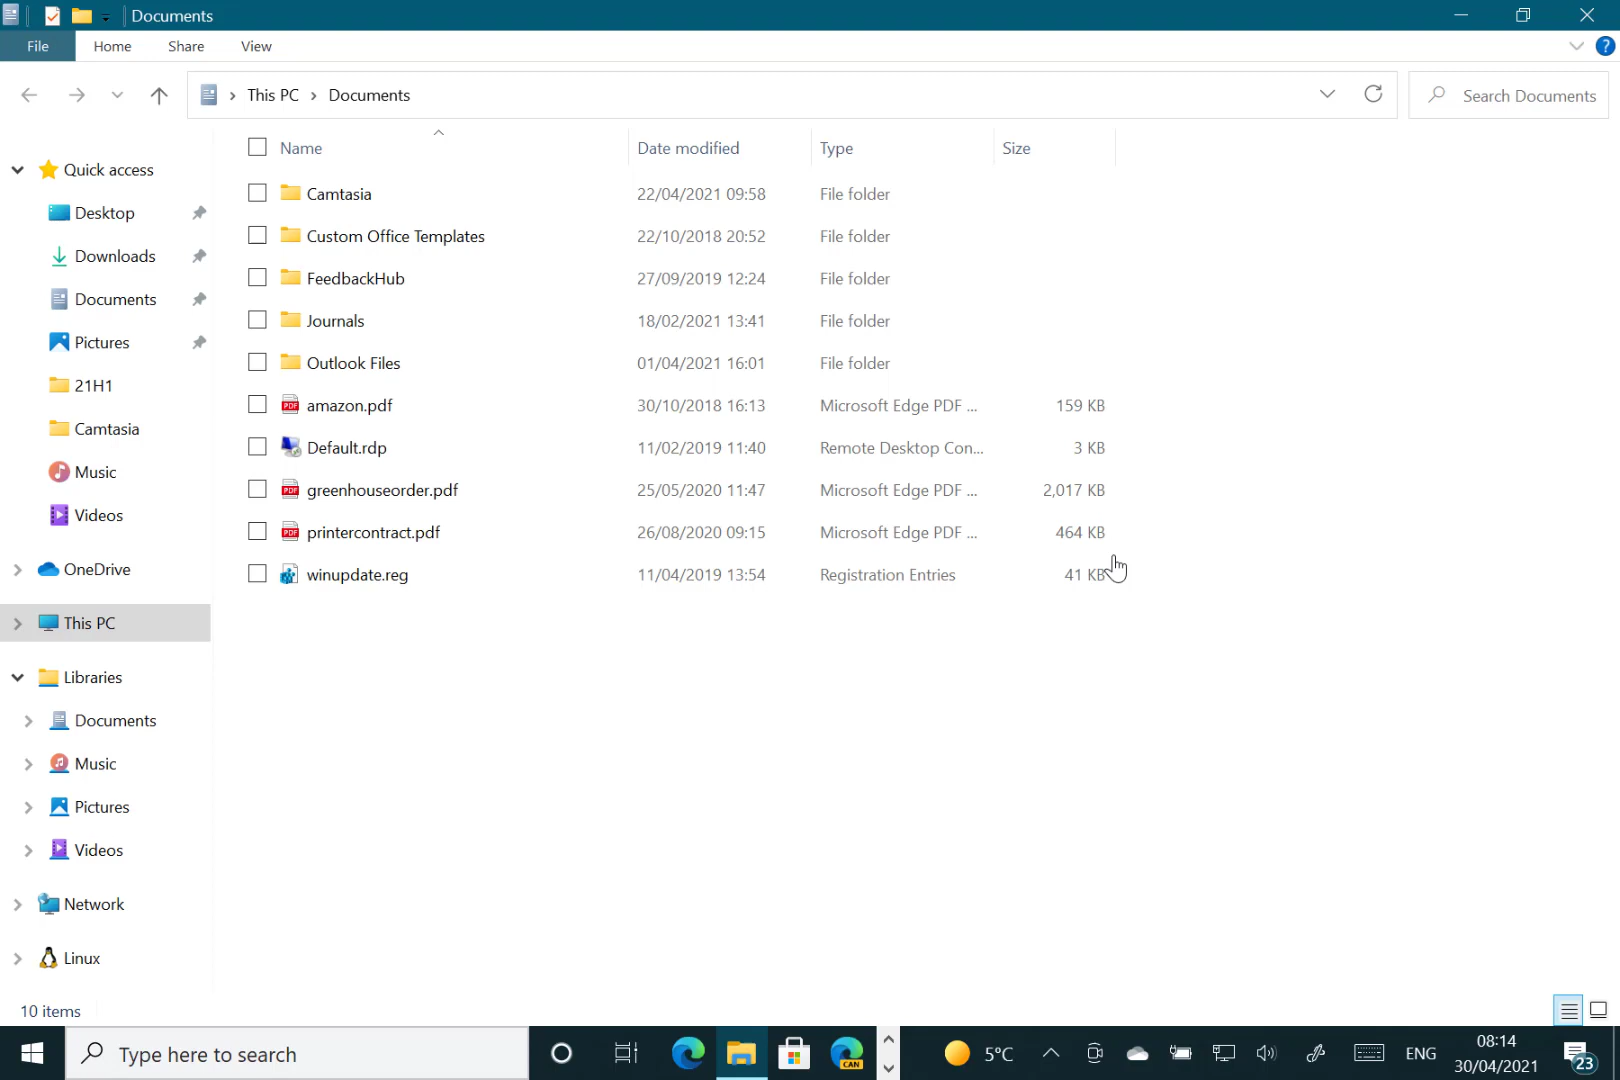 Documents
File Home Share View
This PC Documents Search Documents
Name Date modified Type Size
Quick access
Desktop
Downloads
Documents
Pictures
21H1
Camtasia
Music
Videos
OneDrive
This PC
Libraries
Documents
Music
Pictures
Videos
Network
Linux
Camtasia 22/04/2021 09:58 File folder
Custom Office Templates 22/10/2018 20:52 File folder
FeedbackHub 27/09/2019 12:24 File folder
Journals 18/02/2021 13:41 File folder
Outlook Files 01/04/2021 16:01 File folder
amazon.pdf 30/10/2018 16:13 Microsoft Edge PDF ... 159 KB
Default.rdp 11/02/2019 11:40 Remote Desktop Con... 3 KB
greenhouseorder.pdf 25/05/2020 11:47 Microsoft Edge PDF ... 2,017 KB
printercontract.pdf 26/08/2020 09:15 Microsoft Edge PDF ... 464 KB
winupdate.reg 11/04/2019 13:54 Registration Entries 41 KB
10 items
Type here to search
CAN
5°C
ENG
08:14
30/04/2021
23